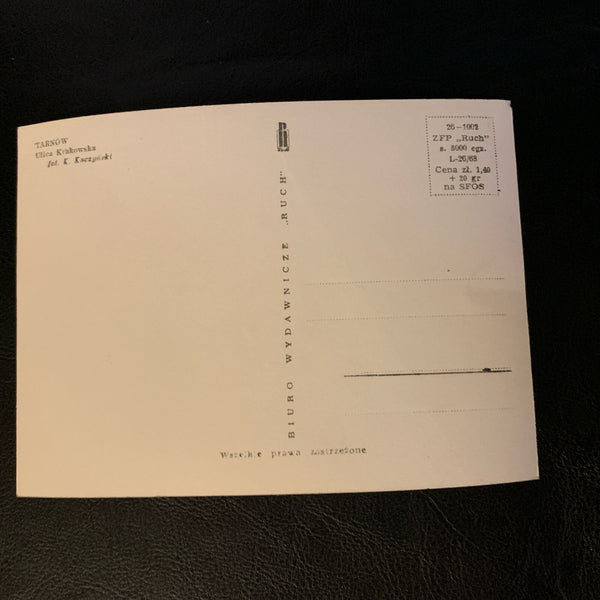 TARNÓW
Ulica Krakowska
fot. K. Kaczyński
BIURO WYDAWNICZE „RUCH”
26-1002
ZFP „Ruch”
n. 5000 egz.
L-26/68
Cena zł. 1,40
+ 20 gr
na SFOS
Wszelkie prawa zastrzeżone